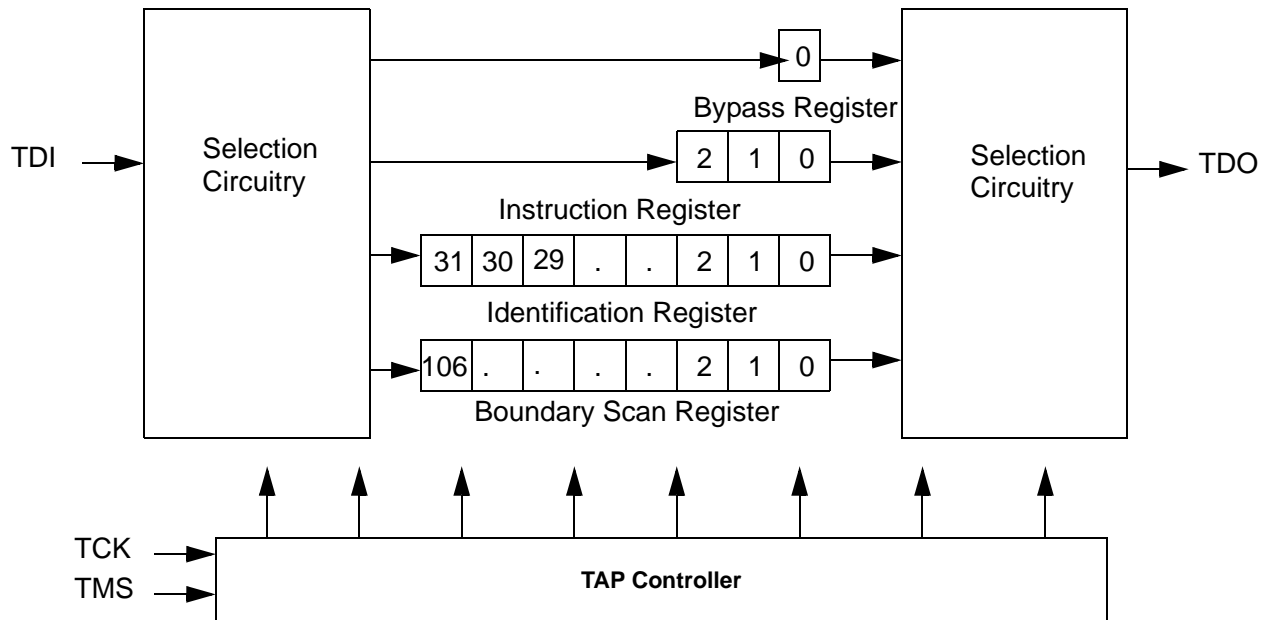 0
Bypass Register
TDI
Selection
Circuitry
2 1 0
Selection
Circuitry
TDO
Instruction Register
31 30 29 . . 2 1 0
Identification Register
106 . . . . 2 1 0
Boundary Scan Register
TCK
TMS
TAP Controller